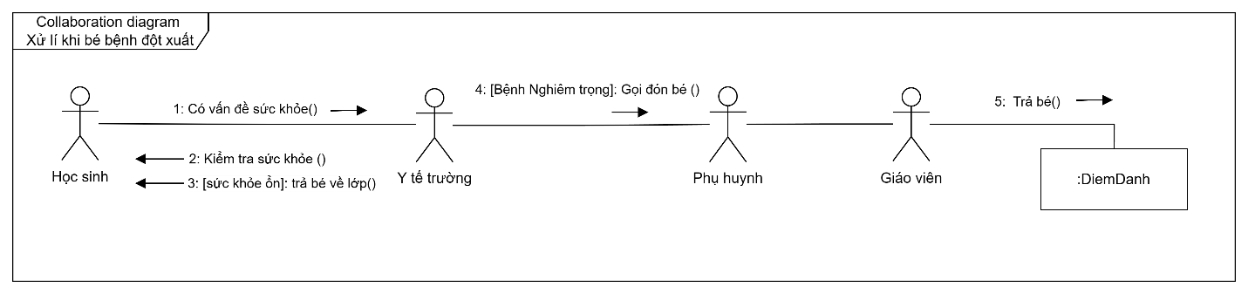 Collaboration diagram
Xử lí khi bé bệnh đột xuất
1: Có vấn đề sức khỏe()
4: [Bệnh Nghiêm trọng]: Gọi đón bé ()
5: Trả bé()
2: Kiểm tra sức khỏe ()
3: [sức khỏe ổn]: trả bé về lớp()
Học sinh
Y tế trường
Phụ huynh
Giáo viên
:DiemDanh